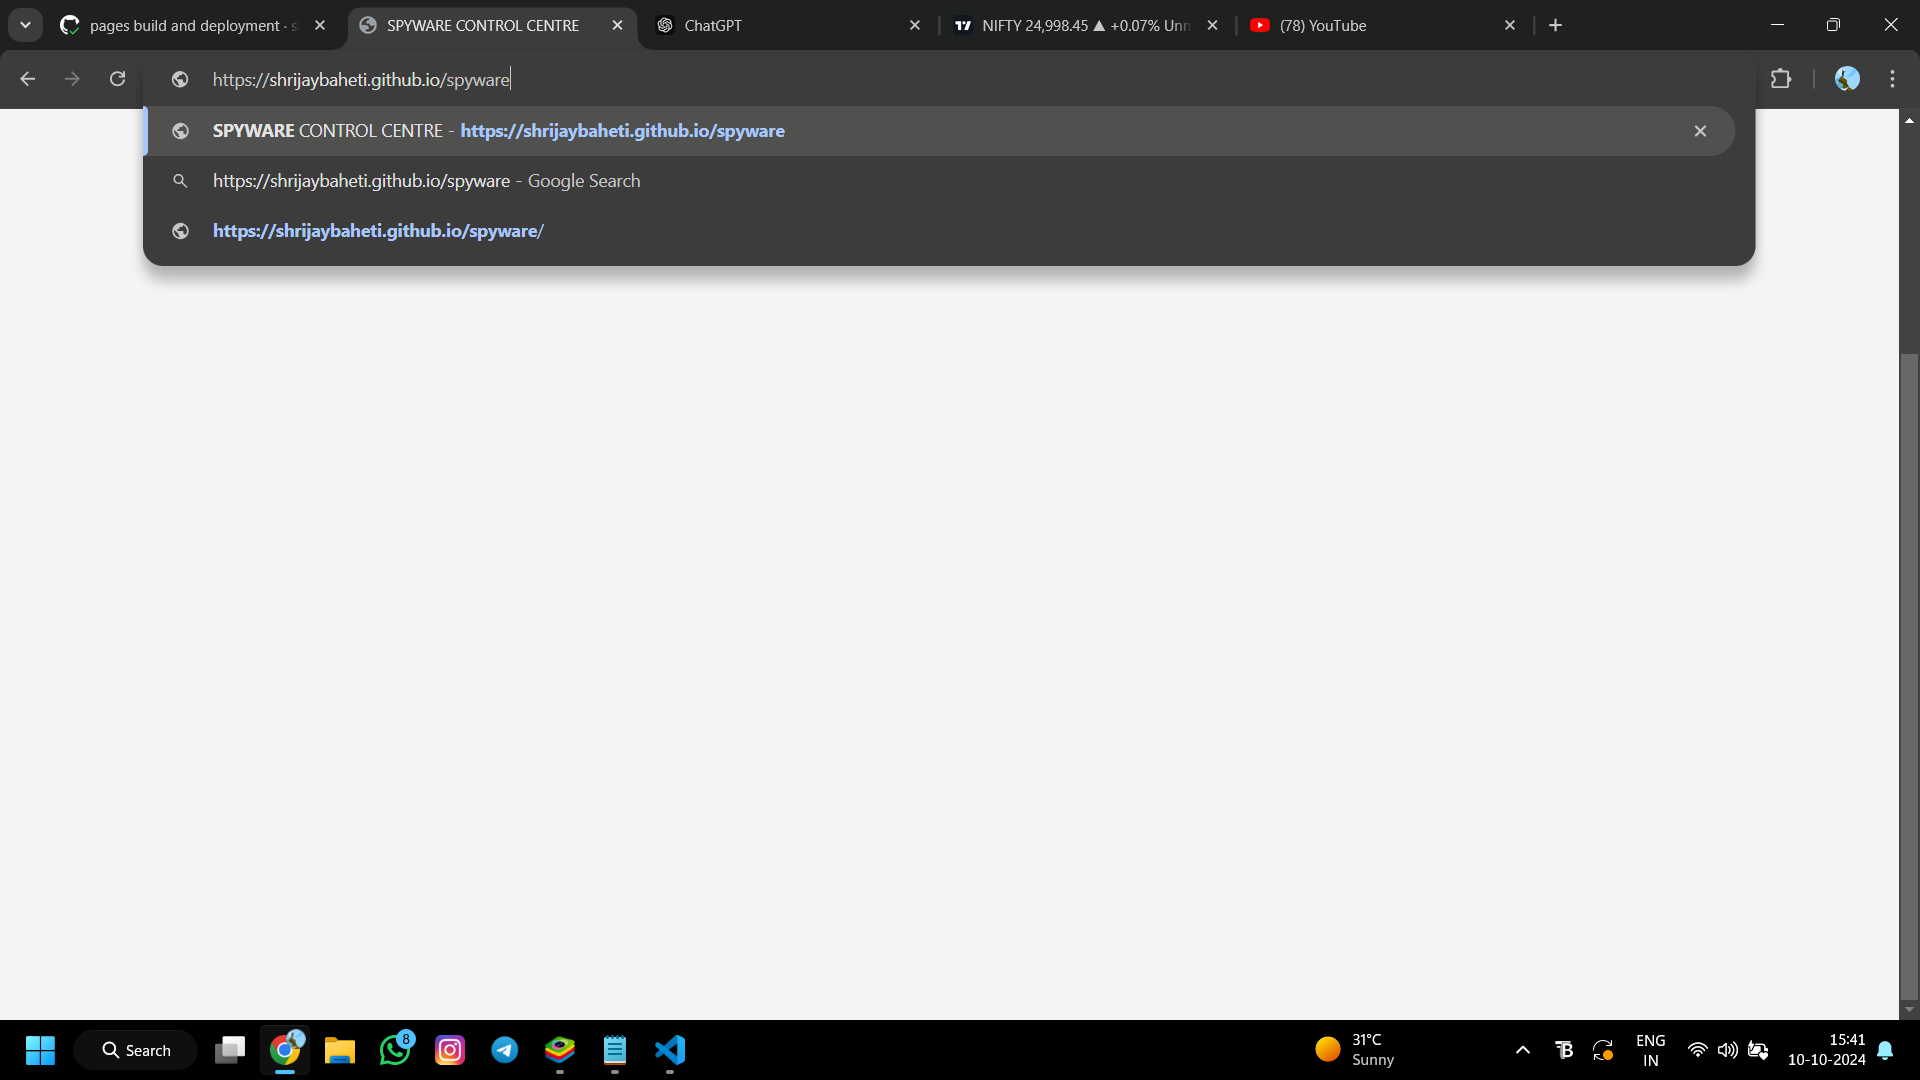 pages build and deployment · s
SPYWARE CONTROL CENTRE
ChatGPT
NIFTY 24,998.45 ▲ +0.07% Unn
(78) YouTube
https://shrijaybaheti.github.io/spyware
SPYWARE CONTROL CENTRE - https://shrijaybaheti.github.io/spyware
https://shrijaybaheti.github.io/spyware - Google Search
https://shrijaybaheti.github.io/spyware/
Search
8
31°C
Sunny
ENG
IN
15:41
10-10-2024